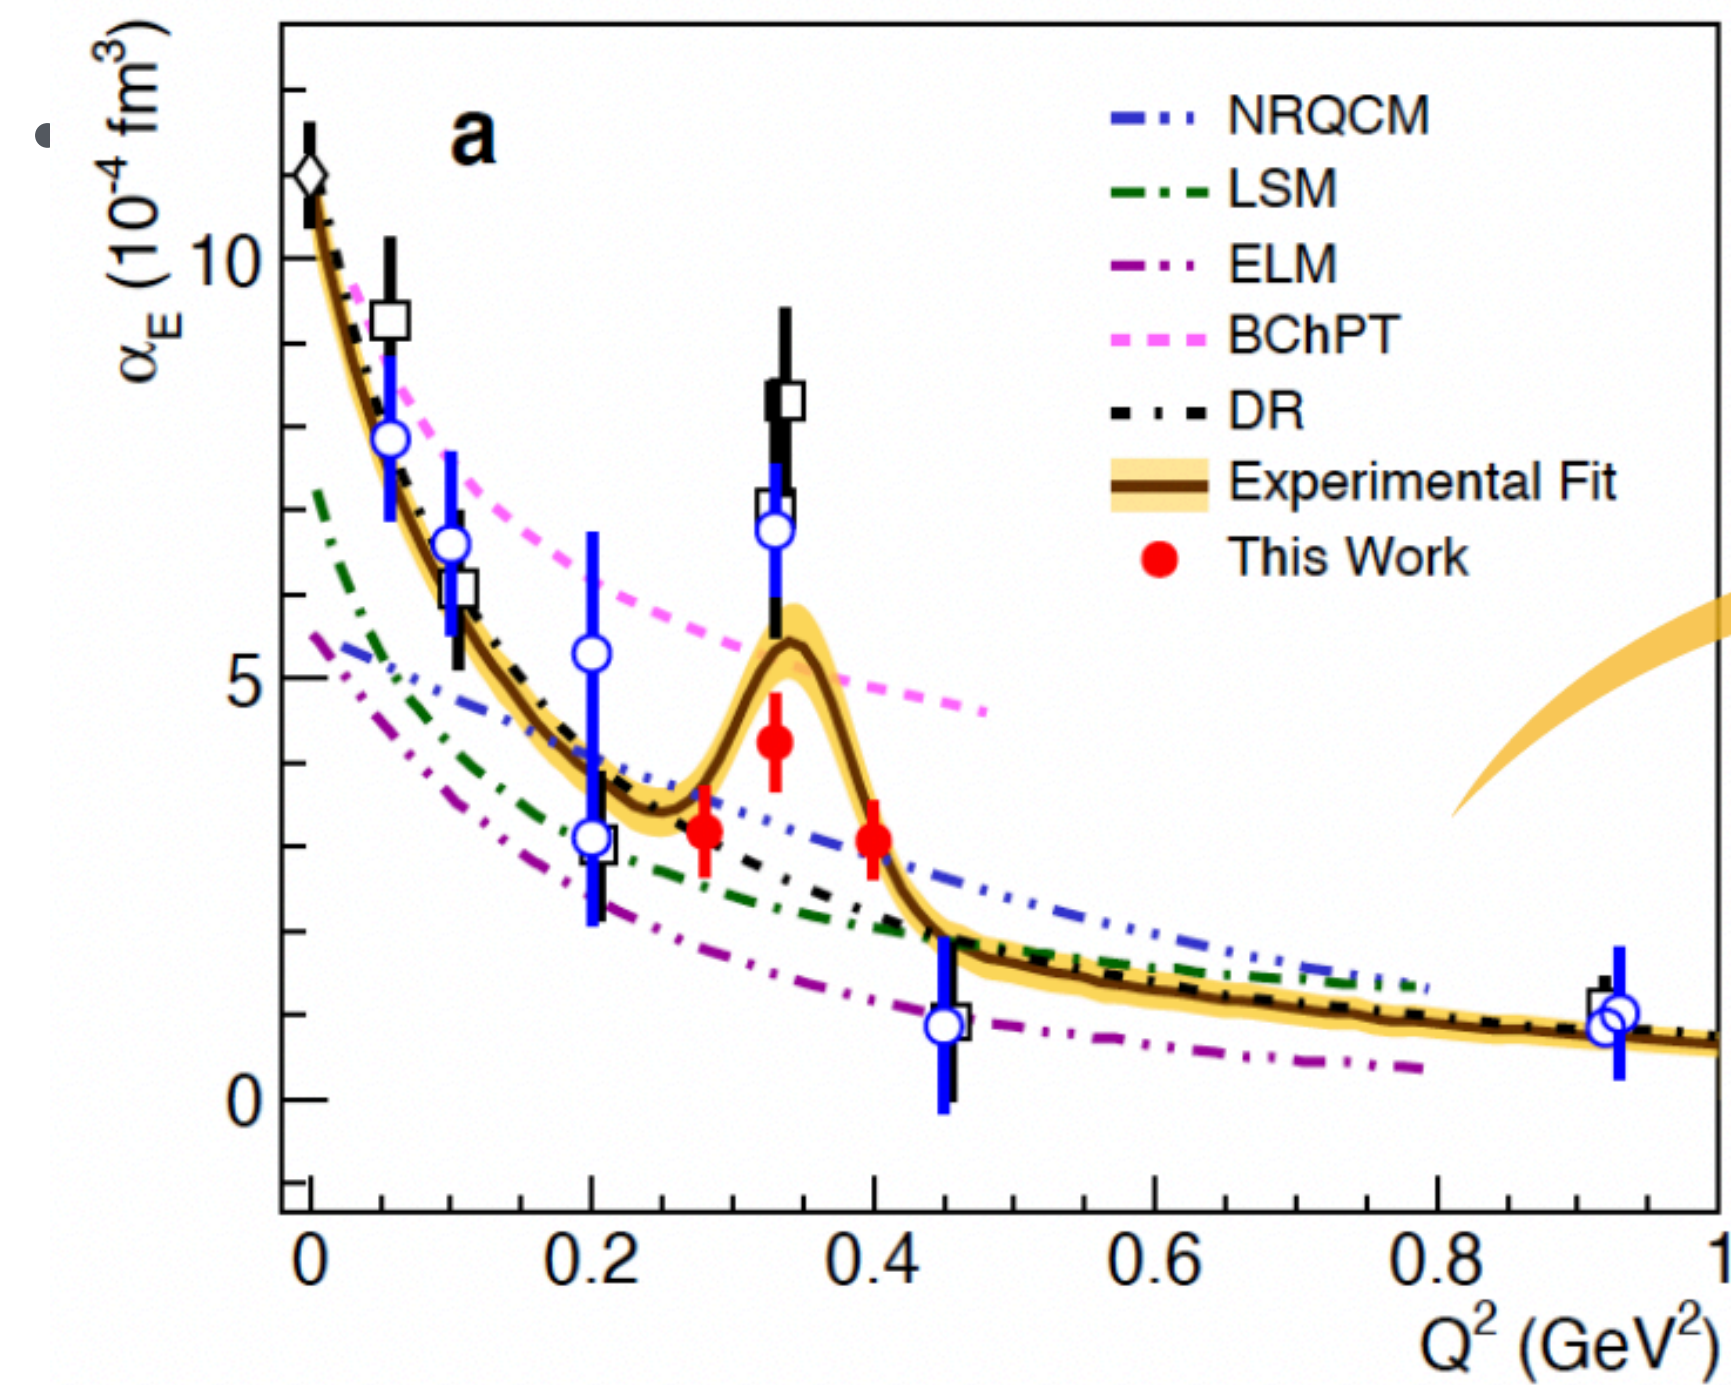 αE (10-4 fm3)
a
NRQCM
LSM
ELM
BChPT
DR
Experimental Fit
This Work
10
5
0
0 0.2 0.4 0.6 0.8 1
Q2 (GeV2)